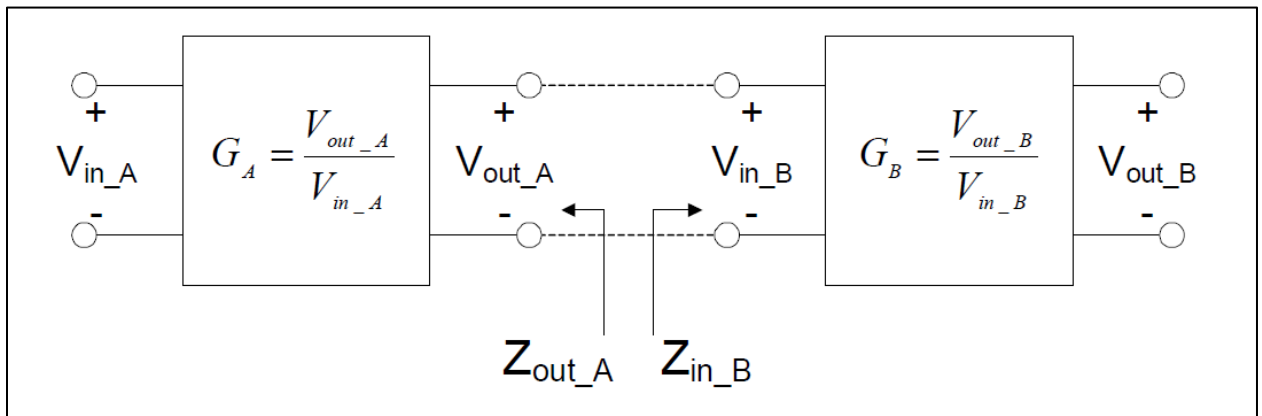 + + + +
V_in_A G_A = V_out_A / V_in_A V_out_A V_in_B G_B = V_out_B / V_in_B V_out_B
- - - -
Z_out_A Z_in_B